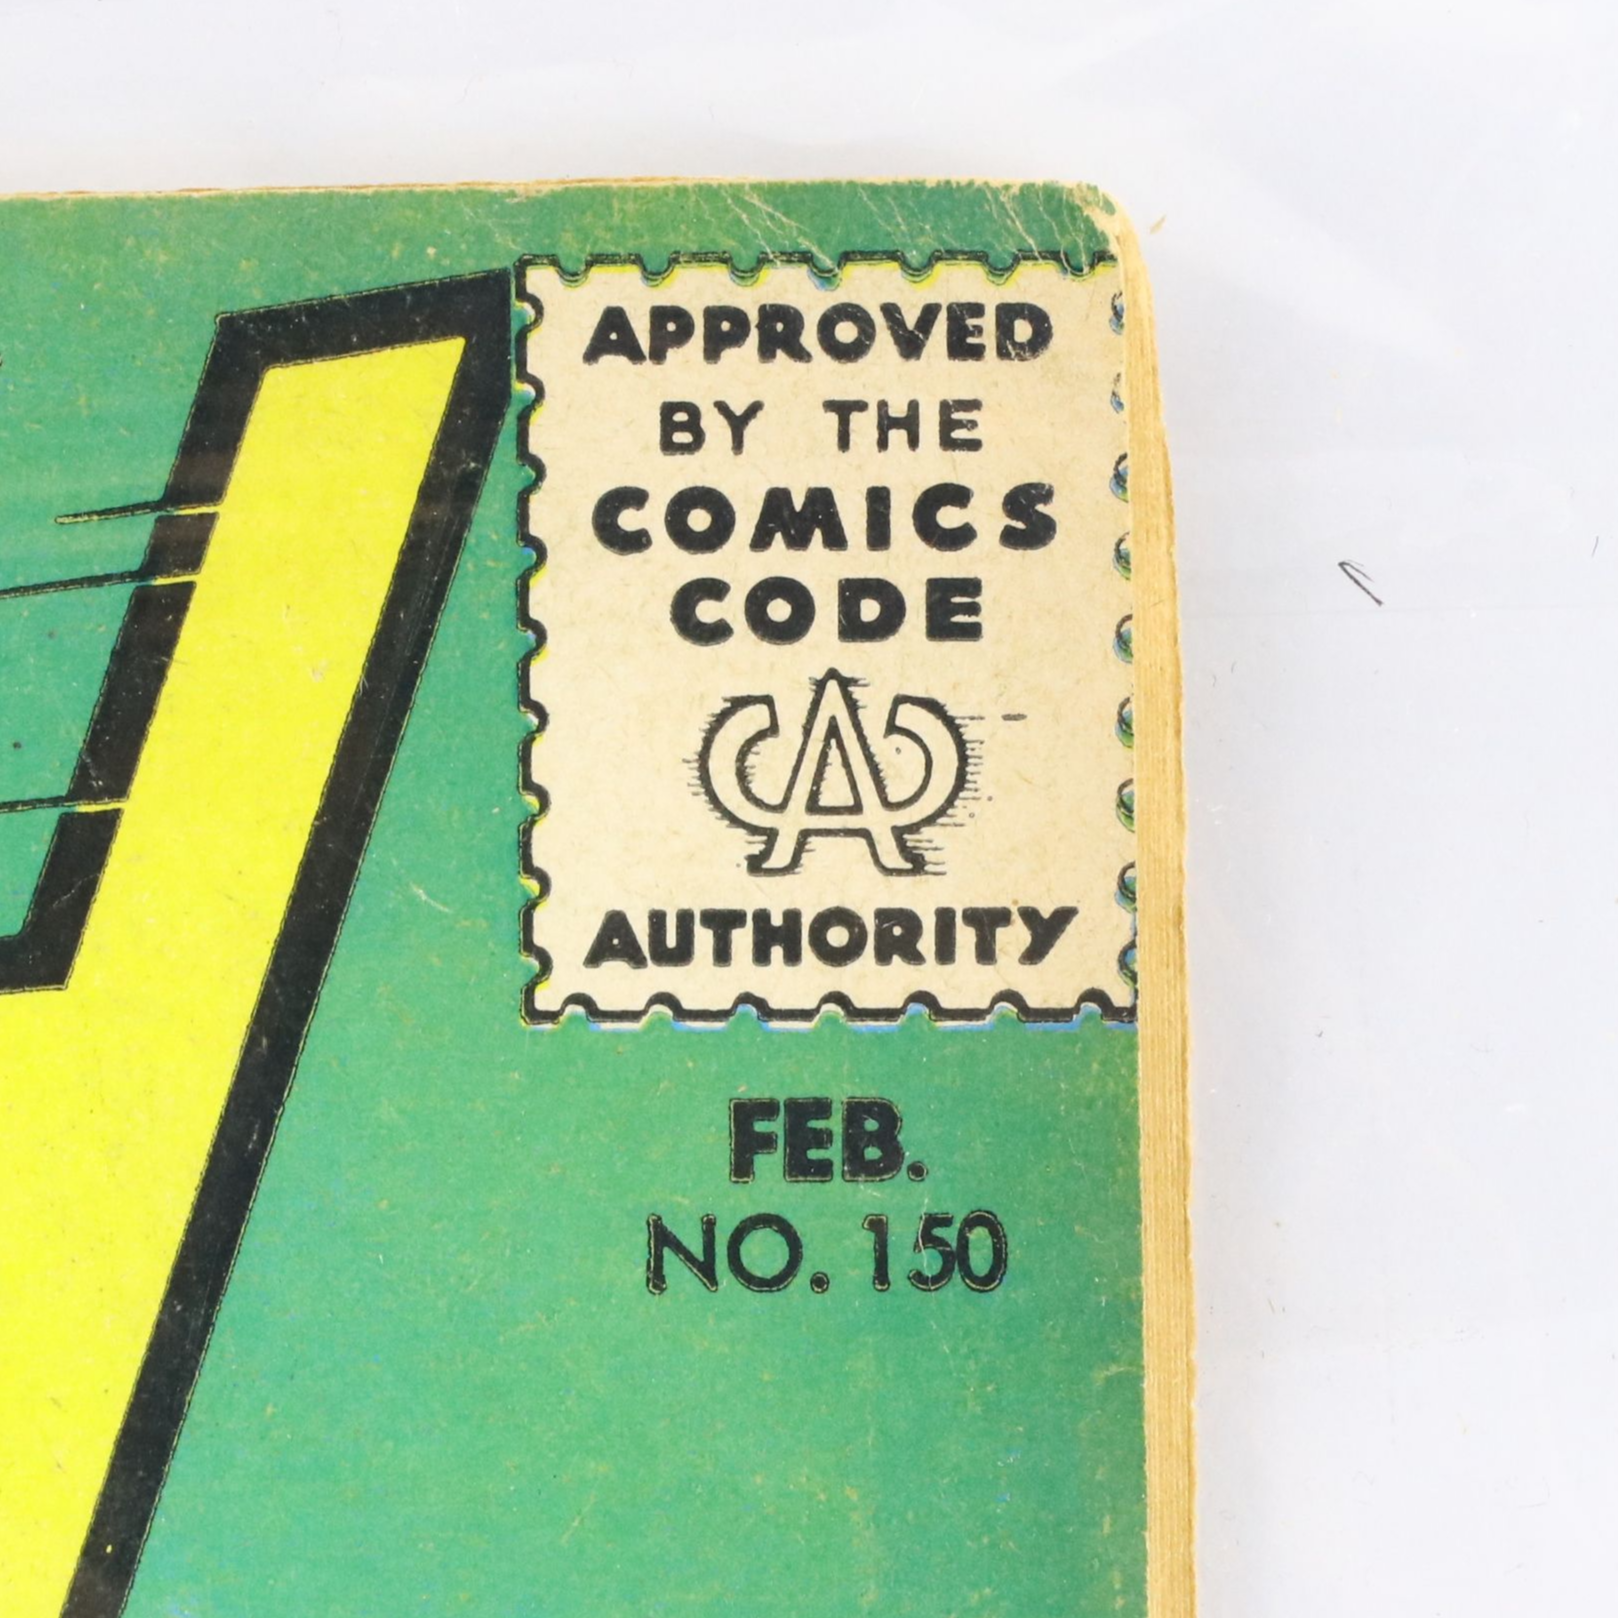 APPROVED
BY THE
COMICS
CODE
CA
AUTHORITY
FEB.
NO. 150